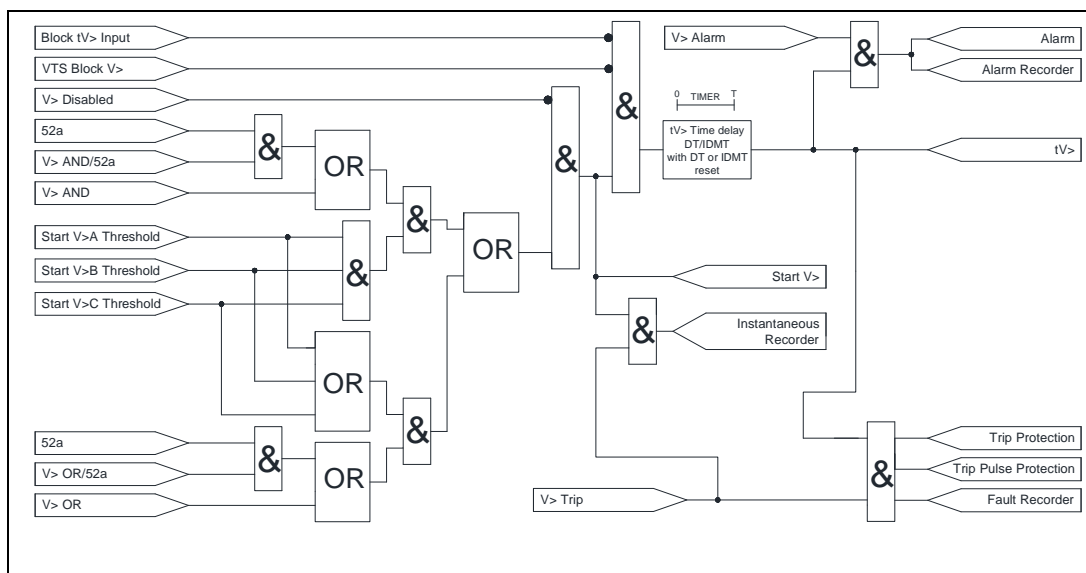 Block tV> Input
VTS Block V>
V> Disabled
52a
V> AND/52a
V> AND
Start V>A Threshold
Start V>B Threshold
Start V>C Threshold
52a
V> OR/52a
V> OR
&
OR
&
&
OR
&
OR
&
OR
&
&
0 TIMER T
tV> Time delay
DT/IDMT
with DT or IDMT
reset
V> Alarm
&
Alarm
Alarm Recorder
tV>
Start V>
&
Instantaneous
Recorder
V> Trip
&
Trip Protection
Trip Pulse Protection
Fault Recorder